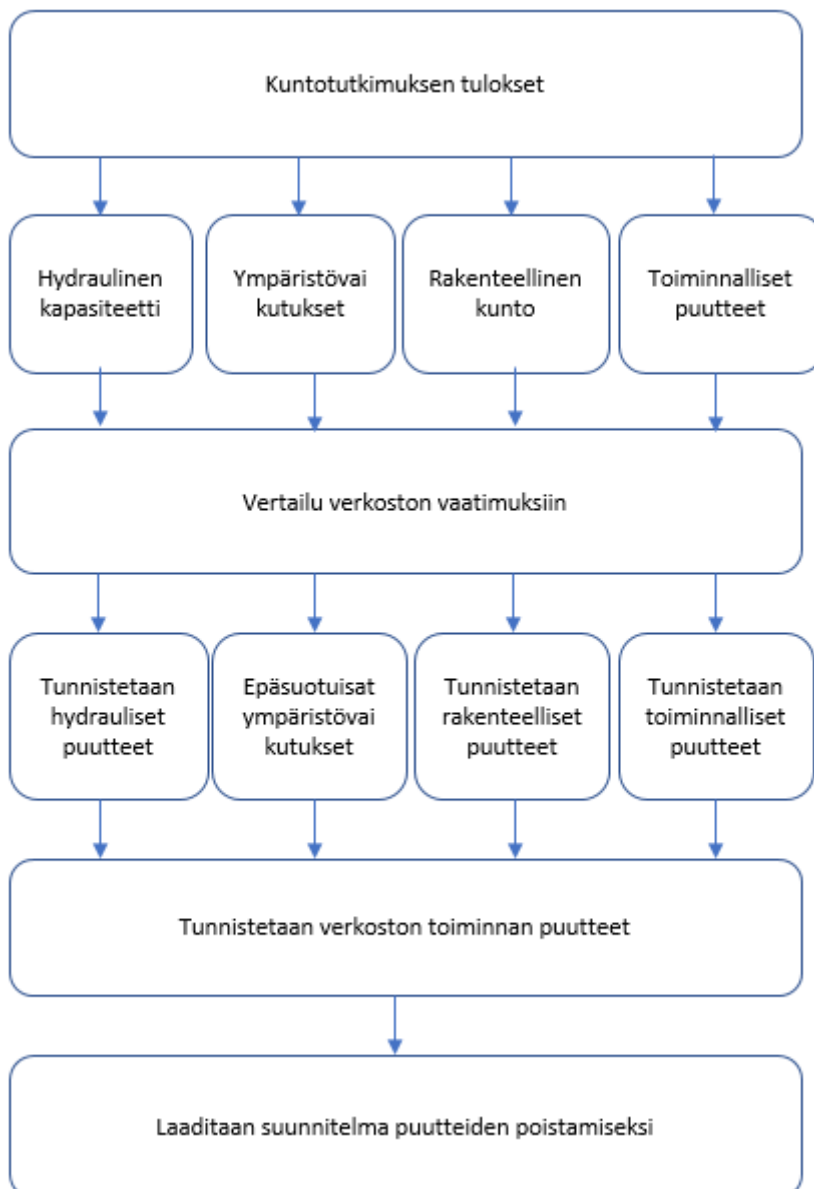 Kuntotutkimuksen tulokset
Hydraulinen
kapasiteetti
Ympäristövai
kutukset
Rakenteellinen
kunto
Toiminnalliset
puutteet
Vertailu verkoston vaatimuksiin
Tunnistetaan
hydrauliset
puutteet
Epäsuotuisat
ympäristövai
kutukset
Tunnistetaan
rakenteelliset
puutteet
Tunnistetaan
toiminnalliset
puutteet
Tunnistetaan verkoston toiminnan puutteet
Laaditaan suunnitelma puutteiden poistamiseksi